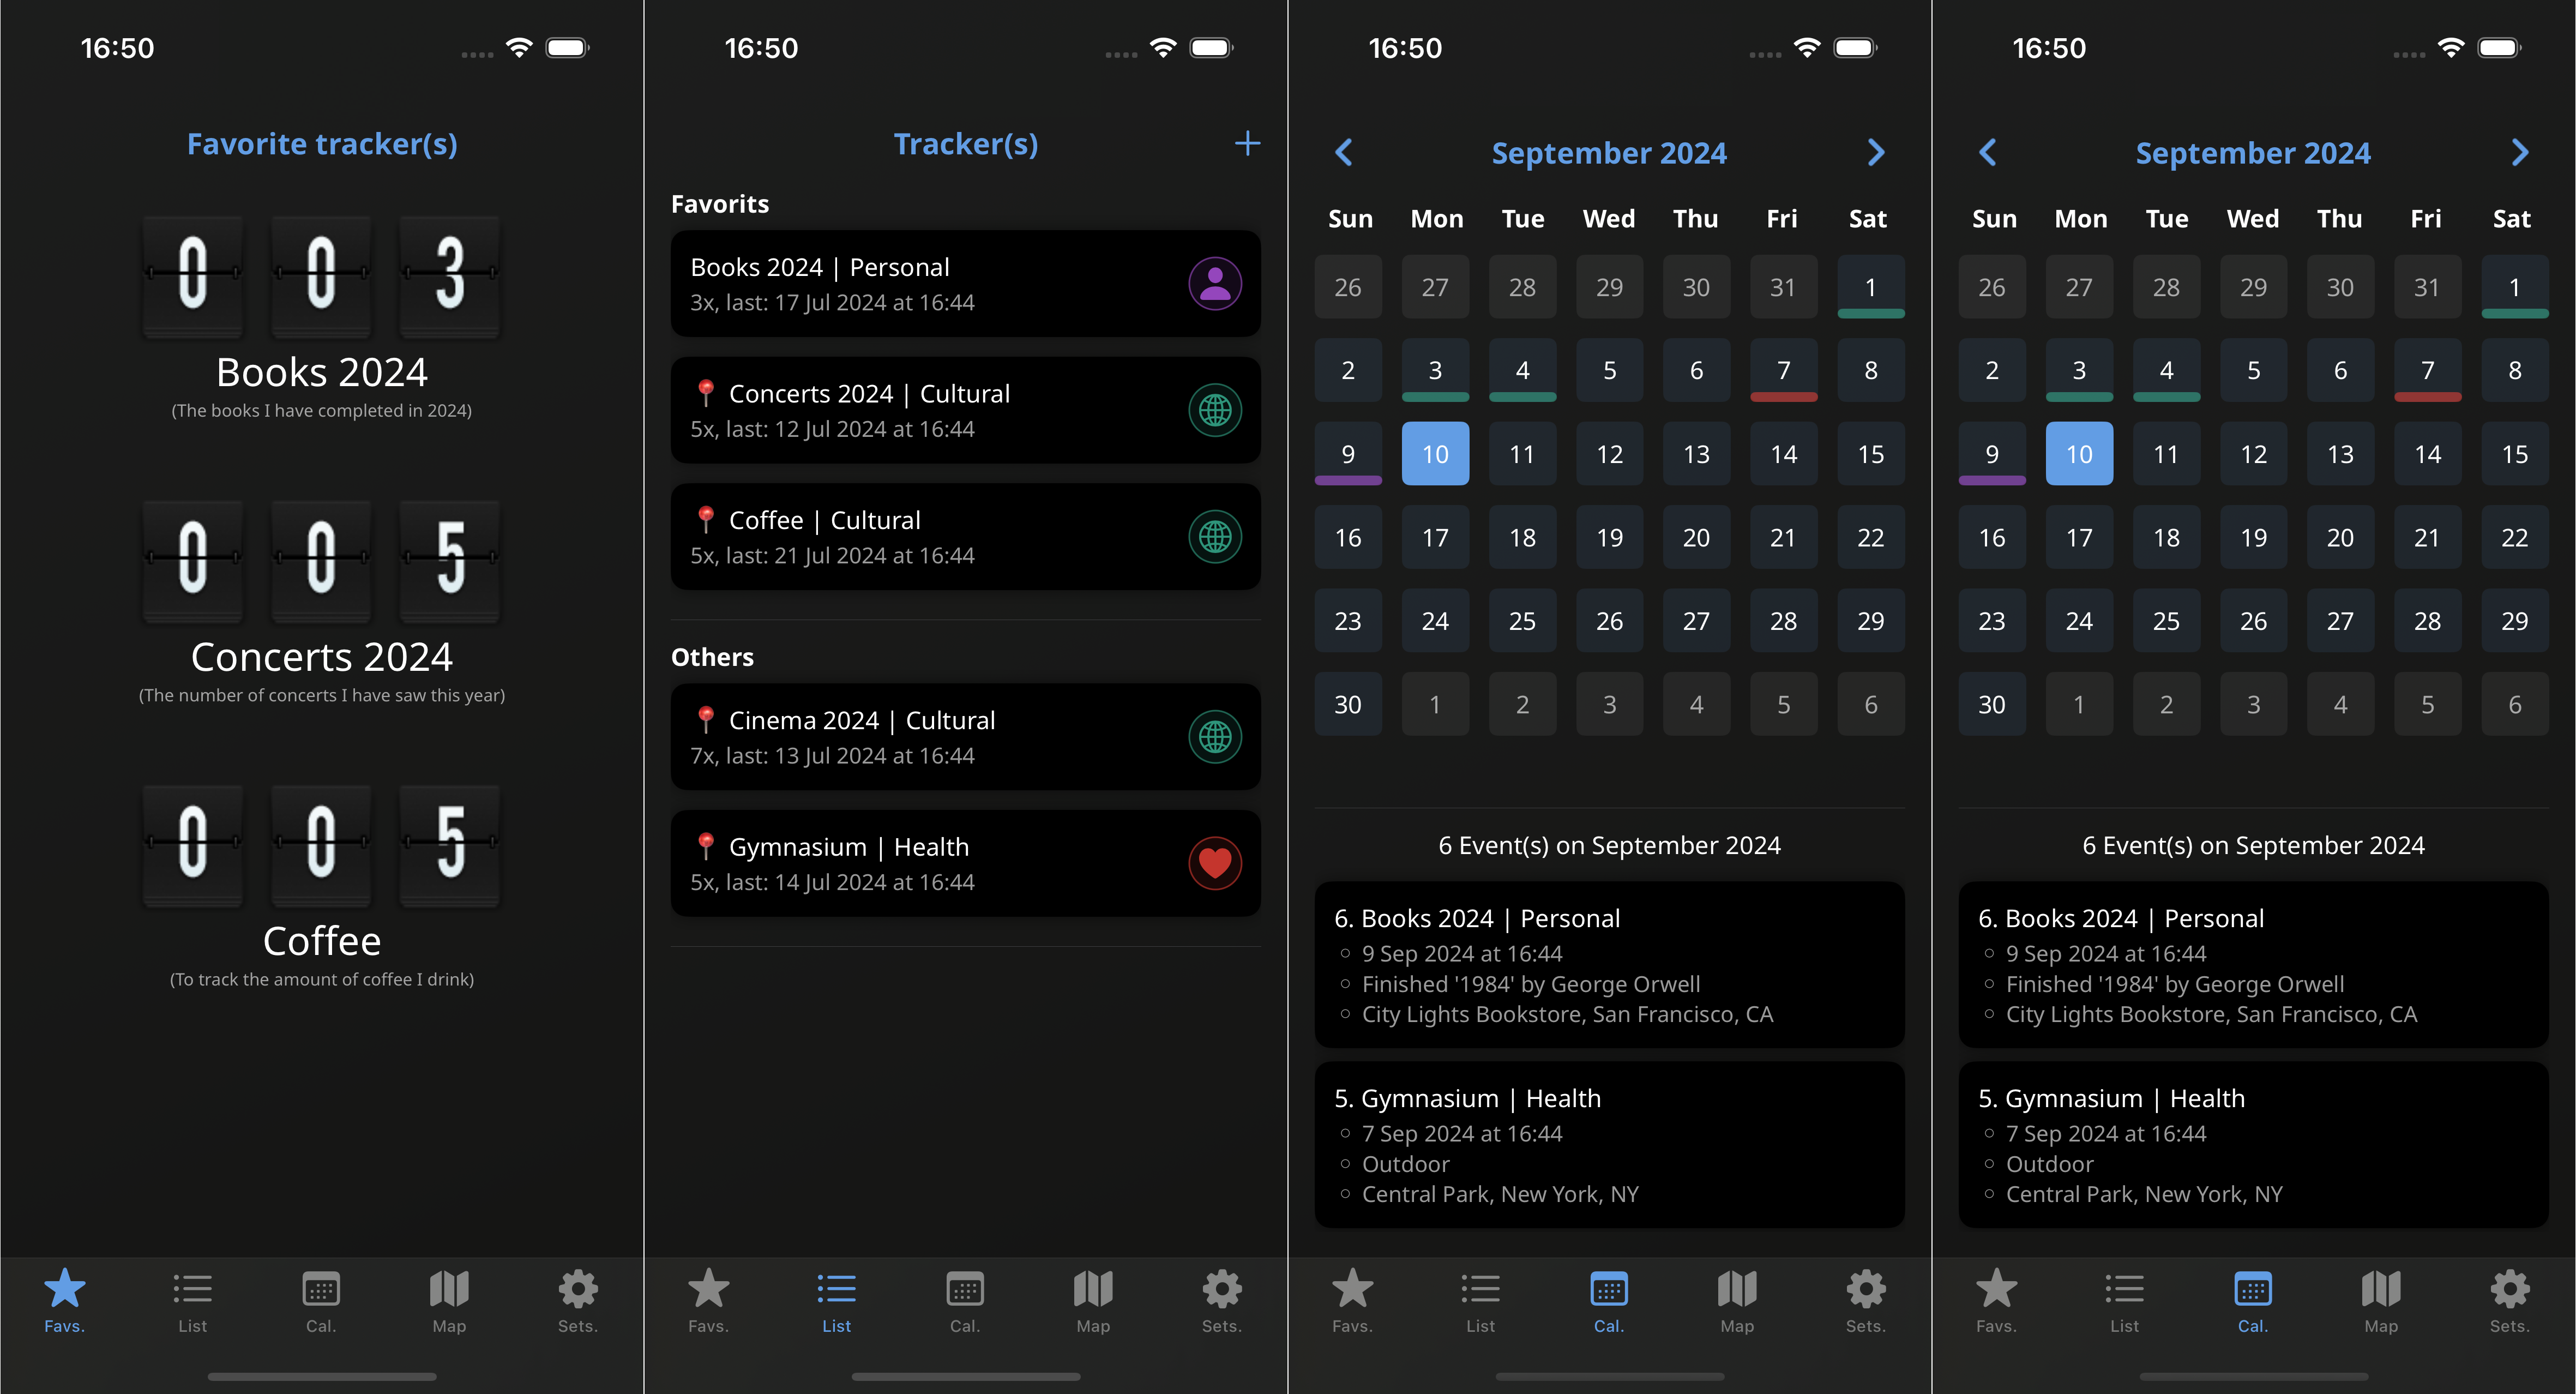 16:50
Favorite tracker(s)
0 0 3
Books 2024
(The books I have completed in 2024)
0 0 5
Concerts 2024
(The number of concerts I have saw this year)
0 0 5
Coffee
(To track the amount of coffee I drink)
Favs. List Cal. Map Sets.
16:50
Tracker(s) +
Favorits
Books 2024 | Personal
3x, last: 17 Jul 2024 at 16:44
Concerts 2024 | Cultural
5x, last: 12 Jul 2024 at 16:44
Coffee | Cultural
5x, last: 21 Jul 2024 at 16:44
Others
Cinema 2024 | Cultural
7x, last: 13 Jul 2024 at 16:44
Gymnasium | Health
5x, last: 14 Jul 2024 at 16:44
Favs. List Cal. Map Sets.
16:50
September 2024
Sun Mon Tue Wed Thu Fri Sat
26 27 28 29 30 31 1
2 3 4 5 6 7 8
9 10 11 12 13 14 15
16 17 18 19 20 21 22
23 24 25 26 27 28 29
30 1 2 3 4 5 6
6 Event(s) on September 2024
6. Books 2024 | Personal
9 Sep 2024 at 16:44
Finished '1984' by George Orwell
City Lights Bookstore, San Francisco, CA
5. Gymnasium | Health
7 Sep 2024 at 16:44
Outdoor
Central Park, New York, NY
Favs. List Cal. Map Sets.
16:50
September 2024
Sun Mon Tue Wed Thu Fri Sat
26 27 28 29 30 31 1
2 3 4 5 6 7 8
9 10 11 12 13 14 15
16 17 18 19 20 21 22
23 24 25 26 27 28 29
30 1 2 3 4 5 6
6 Event(s) on September 2024
6. Books 2024 | Personal
9 Sep 2024 at 16:44
Finished '1984' by George Orwell
City Lights Bookstore, San Francisco, CA
5. Gymnasium | Health
7 Sep 2024 at 16:44
Outdoor
Central Park, New York, NY
Favs. List Cal. Map Sets.